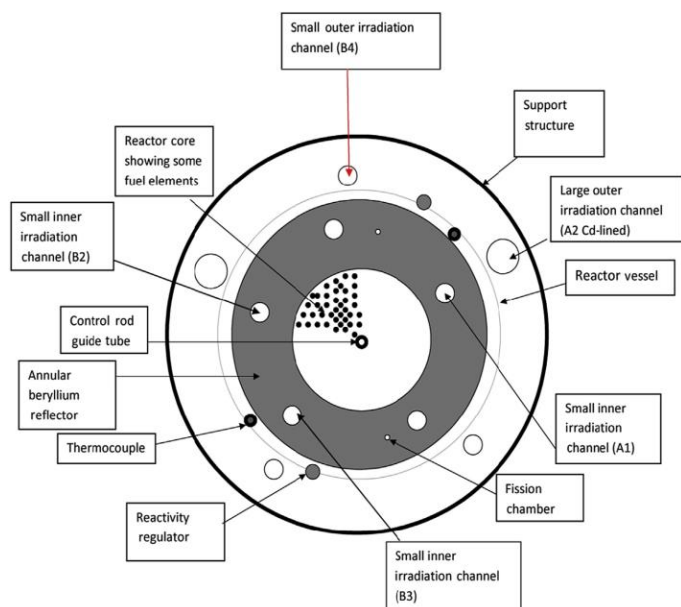 Small outer irradiation
channel (B4)
Support
structure
Reactor core
showing some
fuel elements
Large outer
irradiation channel
(A2 Cd-lined)
Small inner
irradiation
channel (B2)
Reactor vessel
Control rod
guide tube
Annular
beryllium
reflector
Small inner
irradiation
channel (A1)
Thermocouple
Fission
chamber
Reactivity
regulator
Small inner
irradiation channel
(B3)